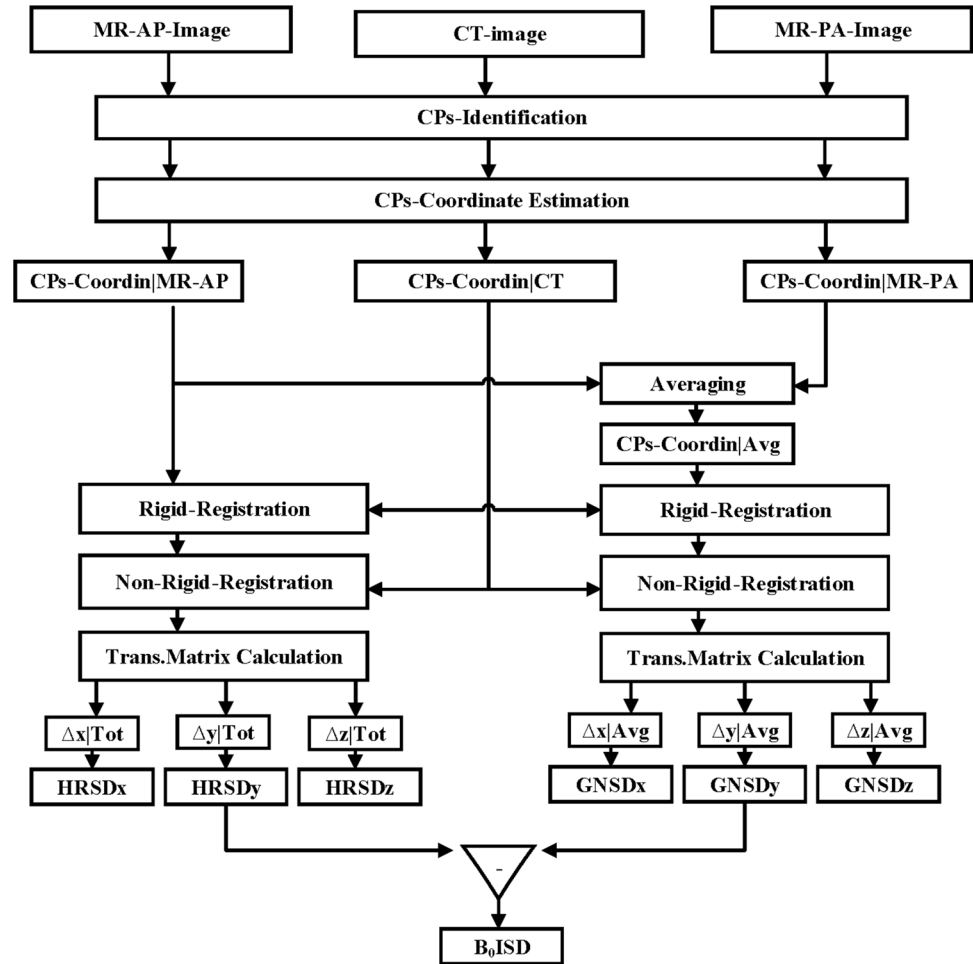 MR-AP-Image
CT-image
MR-PA-Image
CPs-Identification
CPs-Coordinate Estimation
CPs-Coordin|MR-AP
CPs-Coordin|CT
CPs-Coordin|MR-PA
Averaging
CPs-Coordin|Avg
Rigid-Registration
Rigid-Registration
Non-Rigid-Registration
Non-Rigid-Registration
Trans.Matrix Calculation
Trans.Matrix Calculation
Δx|Tot
Δy|Tot
Δz|Tot
Δx|Avg
Δy|Avg
Δz|Avg
HRSDx
HRSDy
HRSDz
GNSDx
GNSDy
GNSDz
-
B₀ISD